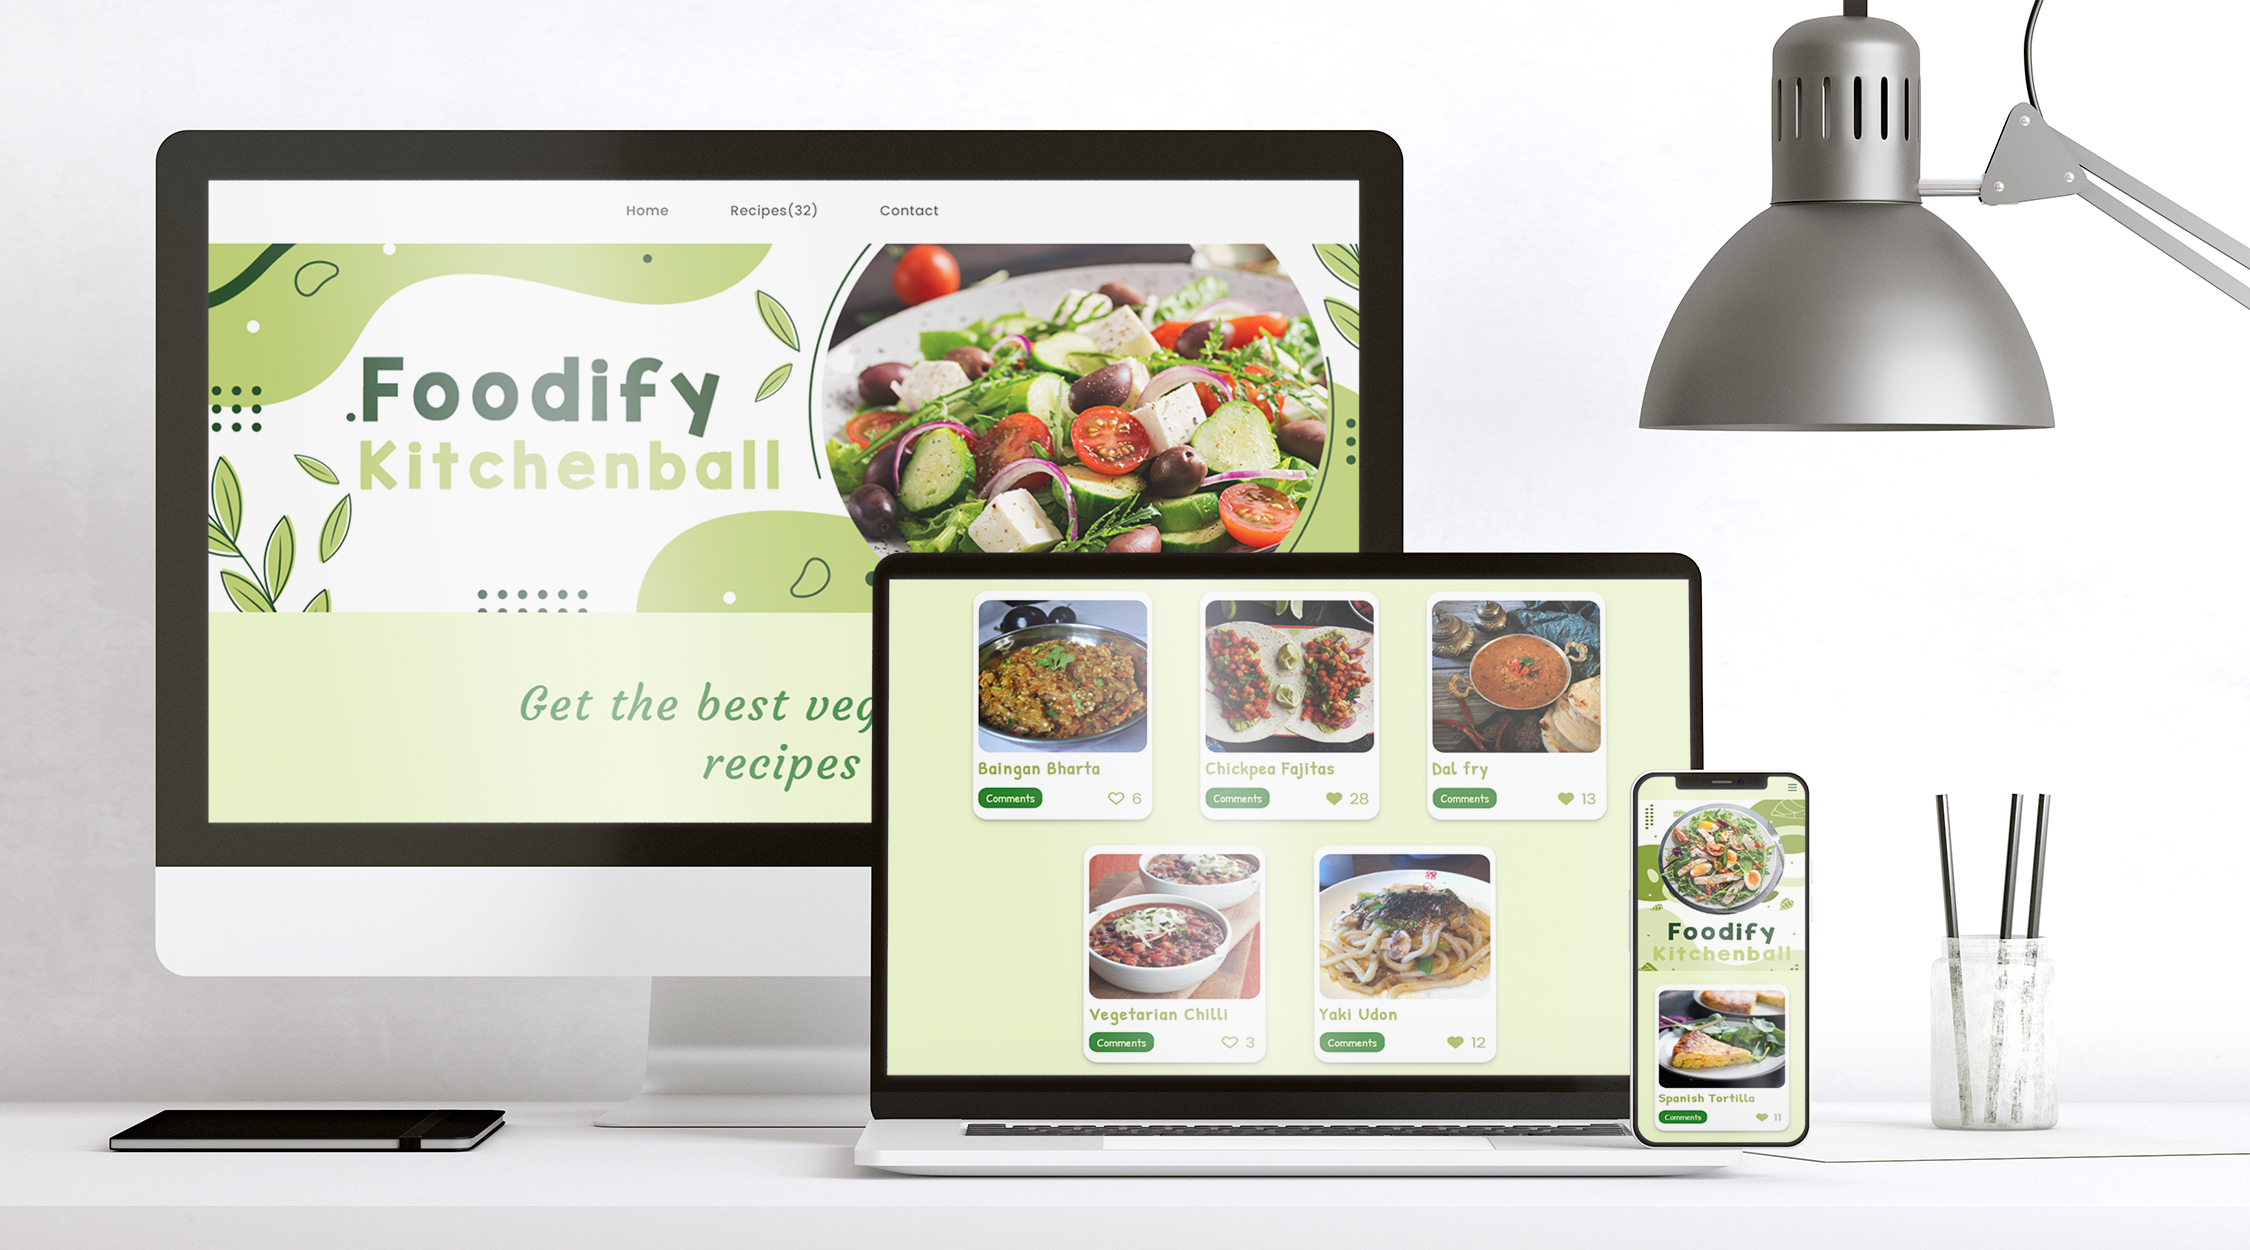 Home Recipes(32) Contact
.Foodify
Kitchenball
Get the best
recipes
Baingan Bharta
Comments 6
Chickpea Fajitas
Comments 28
Dal fry
Comments 13
Vegetarian Chilli
Comments 3
Yaki Udon
Comments 12
Foodify
Kitchenball
Spanish Tortilla
Comments 11